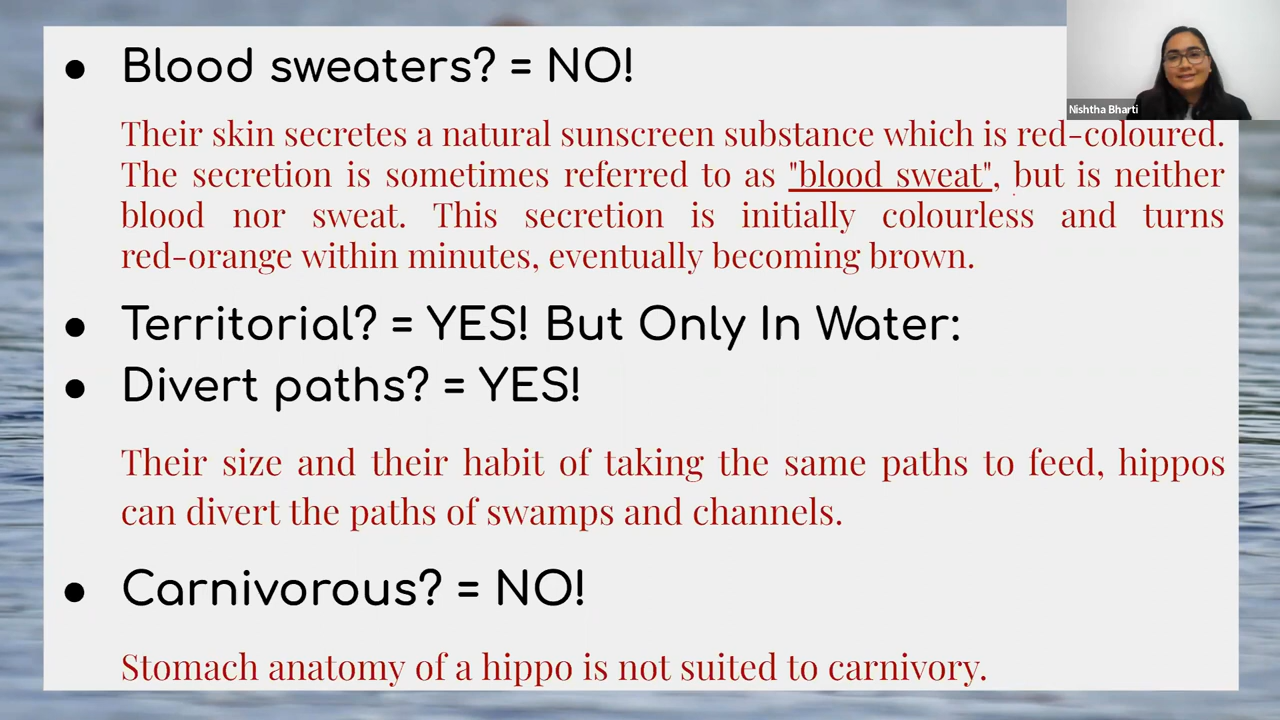 ● Blood sweaters? = NO!
Nishtha Bharti
Their skin secretes a natural sunscreen substance which is red-coloured.
The secretion is sometimes referred to as "blood sweat", but is neither
blood nor sweat. This secretion is initially colourless and turns
red-orange within minutes, eventually becoming brown.
● Territorial? = YES! But Only In Water:
● Divert paths? = YES!
Their size and their habit of taking the same paths to feed, hippos
can divert the paths of swamps and channels.
● Carnivorous? = NO!
Stomach anatomy of a hippo is not suited to carnivory.